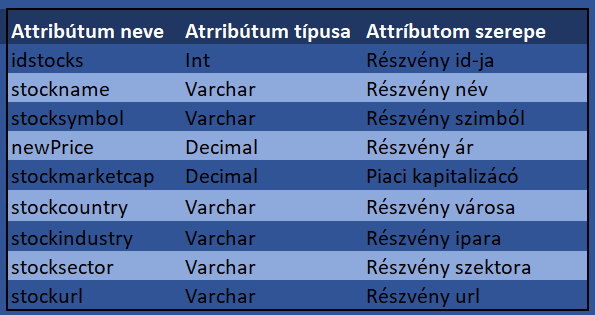 Attribútum neve Atrribútum típusa Attríbutom szerepe
idstocks Int Részvény id-ja
stockname Varchar Részvény név
stocksymbol Varchar Részvény szimból
newPrice Decimal Részvény ár
stockmarketcap Decimal Piaci kapitalizácó
stockcountry Varchar Részvény városa
stockindustry Varchar Részvény ipara
stocksector Varchar Részvény szektora
stockurl Varchar Részvény url